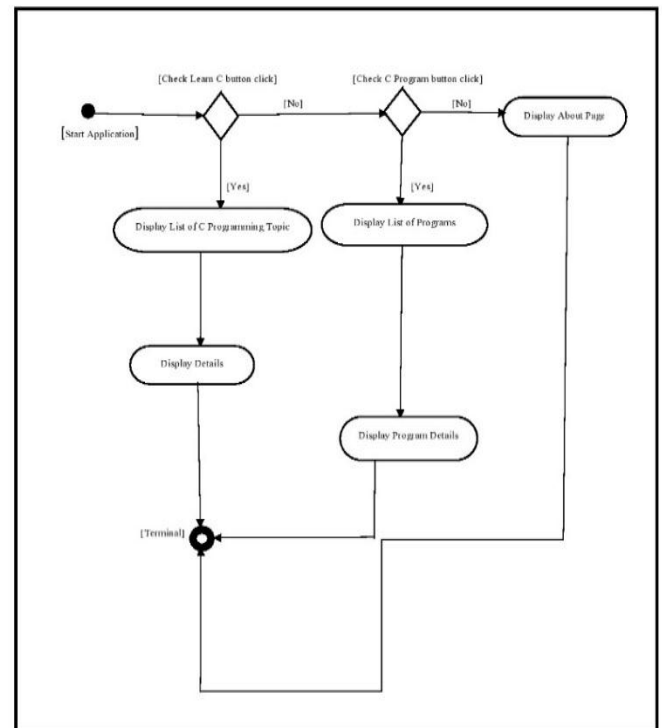 [Check Learn C button click]
[Check C Program button click]
[No]
[No]
Display About Page
[Start Application]
[Yes]
[Yes]
Display List of C Programming Topic
Display List of Programs
Display Details
Display Program Details
[Terminal]